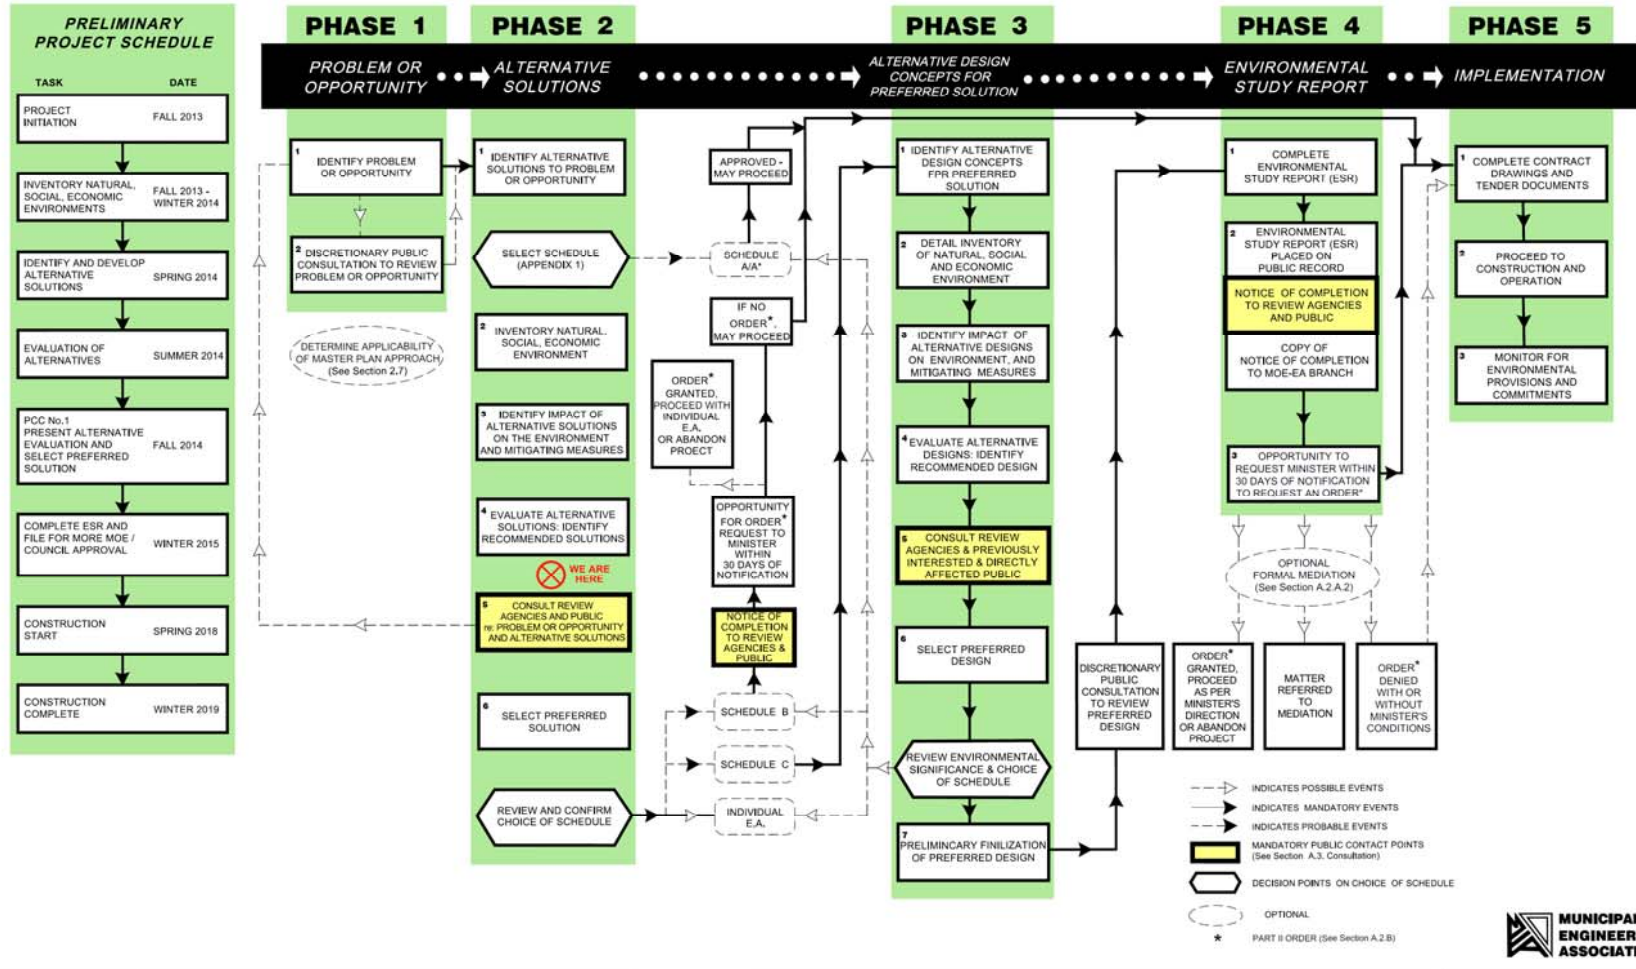 PRELIMINARY
PROJECT SCHEDULE
TASK
DATE
PROJECT
INITIATION
FALL 2013
INVENTORY NATURAL,
SOCIAL, ECONOMIC
ENVIRONMENTS
FALL 2013 -
WINTER 2014
IDENTIFY AND DEVELOP
ALTERNATIVE
SOLUTIONS
SPRING 2014
EVALUATION OF
ALTERNATIVES
SUMMER 2014
PCC No.1
PRESENT ALTERNATIVE
EVALUATION AND
SELECT PREFERRED
SOLUTION
FALL 2014
COMPLETE ESR AND
FILE FOR MORE MOE /
COUNCIL APPROVAL
WINTER 2015
CONSTRUCTION
START
SPRING 2018
CONSTRUCTION
COMPLETE
WINTER 2019
PHASE 1
PROBLEM OR
OPPORTUNITY
1
IDENTIFY PROBLEM
OR OPPORTUNITY
2 DISCRETIONARY PUBLIC
CONSULTATION TO REVIEW
PROBLEM OR OPPORTUNITY
DETERMINE APPLICABILITY
OF MASTER PLAN APPROACH
(See Section 2.7)
PHASE 2
ALTERNATIVE
SOLUTIONS
1
IDENTIFY ALTERNATIVE
SOLUTIONS TO PROBLEM
OR OPPORTUNITY
SELECT SCHEDULE
(APPENDIX 1)
2
INVENTORY NATURAL,
SOCIAL, ECONOMIC
ENVIRONMENT
3
IDENTIFY IMPACT OF
ALTERNATIVE SOLUTIONS
ON THE ENVIRONMENT
AND MITIGATING MEASURES
4
EVALUATE ALTERNATIVE
SOLUTIONS: IDENTIFY
RECOMMENDED SOLUTIONS
WE ARE
HERE
5
CONSULT REVIEW
AGENCIES AND PUBLIC
re: PROBLEM OR OPPORTUNITY
AND ALTERNATIVE SOLUTIONS
6
SELECT PREFERRED
SOLUTION
REVIEW AND CONFIRM
CHOICE OF SCHEDULE
APPROVED -
MAY PROCEED
SCHEDULE
A/A*
IF NO
ORDER*,
MAY PROCEED
ORDER*
GRANTED,
PROCEED WITH
INDIVIDUAL
E.A.
OR ABANDON
PROECT
OPPORTUNITY
FOR ORDER*
REQUEST TO
MINISTER
WITHIN
30 DAYS OF
NOTIFICATION
NOTICE OF
COMPLETION
TO REVIEW
AGENCIES &
PUBLIC
SCHEDULE B
SCHEDULE C
INDIVIDUAL
E.A.
PHASE 3
ALTERNATIVE DESIGN
CONCEPTS FOR
PREFERRED SOLUTION
1
IDENTIFY ALTERNATIVE
DESIGN CONCEPTS
FPR PREFERRED
SOLUTION
2
DETAIL INVENTORY
OF NATURAL, SOCIAL
AND ECONOMIC
ENVIRONMENT
3
IDENTIFY IMPACT OF
ALTERNATIVE DESIGNS
ON ENVIRONMENT, AND
MITIGATING MEASURES
4
EVALUATE ALTERNATIVE
DESIGNS: IDENTIFY
RECOMMENDED DESIGN
5
CONSULT REVIEW
AGENCIES & PREVIOUSLY
INTERESTED & DIRECTLY
AFFECTED PUBLIC
6
SELECT PREFERRED
DESIGN
REVIEW ENVIRONMENTAL
SIGNIFICANCE & CHOICE
OF SCHEDULE
7
PRELIMINCARY FINILIZATION
OF PREFERRED DESIGN
DISCRETIONARY
PUBLIC
CONSULTATION
TO REVIEW
PREFERRED
DESIGN
PHASE 4
ENVIRONMENTAL
STUDY REPORT
1
COMPLETE
ENVIRONMENTAL
STUDY REPORT (ESR)
2
ENVIRONMENTAL
STUDY REPORT (ESR)
PLACED ON
PUBLIC RECORD
NOTICE OF COMPLETION
TO REVIEW AGENCIES
AND PUBLIC
COPY OF
NOTICE OF COMPLETION
TO MOE-EA BRANCH
3
OPPORTUNITY TO
REQUEST MINISTER WITHIN
30 DAYS OF NOTIFICATION
TO REQUEST AN ORDER*
OPTIONAL
FORMAL MEDIATION
(See Section A.2.A.2)
ORDER*
GRANTED,
PROCEED
AS PER
MINISTER'S
DIRECTION
OR ABANDON
PROJECT
MATTER
REFERRED
TO
MEDIATION
ORDER*
DENIED
WITH OR
WITHOUT
MINISTER'S
CONDITIONS
PHASE 5
IMPLEMENTATION
1
COMPLETE CONTRACT
DRAWINGS AND
TENDER DOCUMENTS
2
PROCEED TO
CONSTRUCTION AND
OPERATION
3
MONITOR FOR
ENVIRONMENTAL
PROVISIONS AND
COMMITMENTS
INDICATES POSSIBLE EVENTS
INDICATES MANDATORY EVENTS
INDICATES PROBABLE EVENTS
MANDATORY PUBLIC CONTACT POINTS
(See Section A.3. Consultation)
DECISION POINTS ON CHOICE OF SCHEDULE
OPTIONAL
* PART II ORDER (See Section A.2.B)
MUNICIPA
ENGINEER
ASSOCIAT